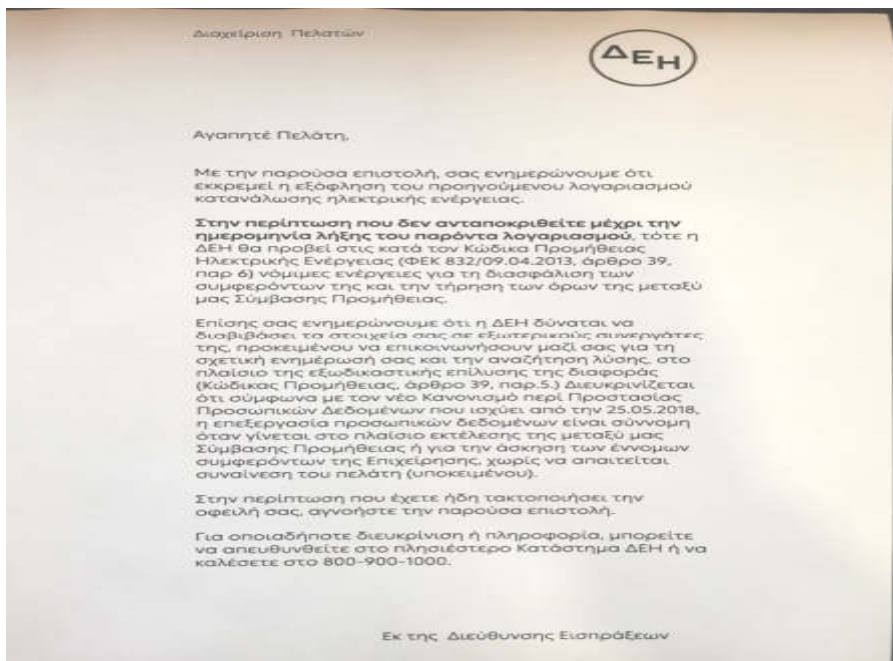 Διαχείριση Πελατών
ΔΕΗ
Αγαπητέ Πελάτη,
Με την παρούσα επιστολή, σας ενημερώνουμε ότι
εκκρεμεί η εξόφληση του προηγούμενου λογαριασμού
κατανάλωσης ηλεκτρικής ενέργειας.
Στην περίπτωση που δεν ανταποκριθείτε μέχρι την
ημερομηνία λήξης του παρόντα λογαριασμού, τότε η
ΔΕΗ θα προβεί στις κατά τον Κώδικα Προμήθειας
Ηλεκτρικής Ενέργειας (ΦΕΚ 832/09.04.2013, άρθρο 39,
παρ 6) νόμιμες ενέργειες για τη διασφάλιση των
συμφερόντων της και την τήρηση των όρων της μεταξύ
μας Σύμβασης Προμήθειας.
Επίσης σας ενημερώνουμε ότι η ΔΕΗ δύναται να
διαβιβάσει τα στοιχεία σας σε εξωτερικούς συνεργάτες
της, προκειμένου να επικοινωνήσουν μαζί σας για τη
σχετική ενημέρωσή σας και την αναζήτηση λύσης, στο
πλαίσιο της εξωδικαστικής επίλυσης της διαφοράς
(Κώδικας Προμήθειας, άρθρο 39, παρ.5.) Διευκρινίζεται
ότι σύμφωνα με τον νέο Κανονισμό περί Προστασίας
Προσωπικών Δεδομένων που ισχύει από την 25.05.2018,
η επεξεργασία προσωπικών δεδομένων είναι σύννομη
όταν γίνεται στο πλαίσιο εκτέλεσης της μεταξύ μας
Σύμβασης Προμήθειας ή για την άσκηση των έννομων
συμφερόντων της Επιχείρησης, χωρίς να απαιτείται
συναίνεση του πελάτη (υποκειμένου).
Στην περίπτωση που έχετε ήδη τακτοποιήσει την
οφειλή σας, αγνοήστε την παρούσα επιστολή.
Για οποιαδήποτε διευκρίνιση ή πληροφορία, μπορείτε
να απευθυνθείτε στο πλησιέστερο Κατάστημα ΔΕΗ ή να
καλέσετε στο 800-900-1000.
Εκ της Διεύθυνσης Εισπράξεων